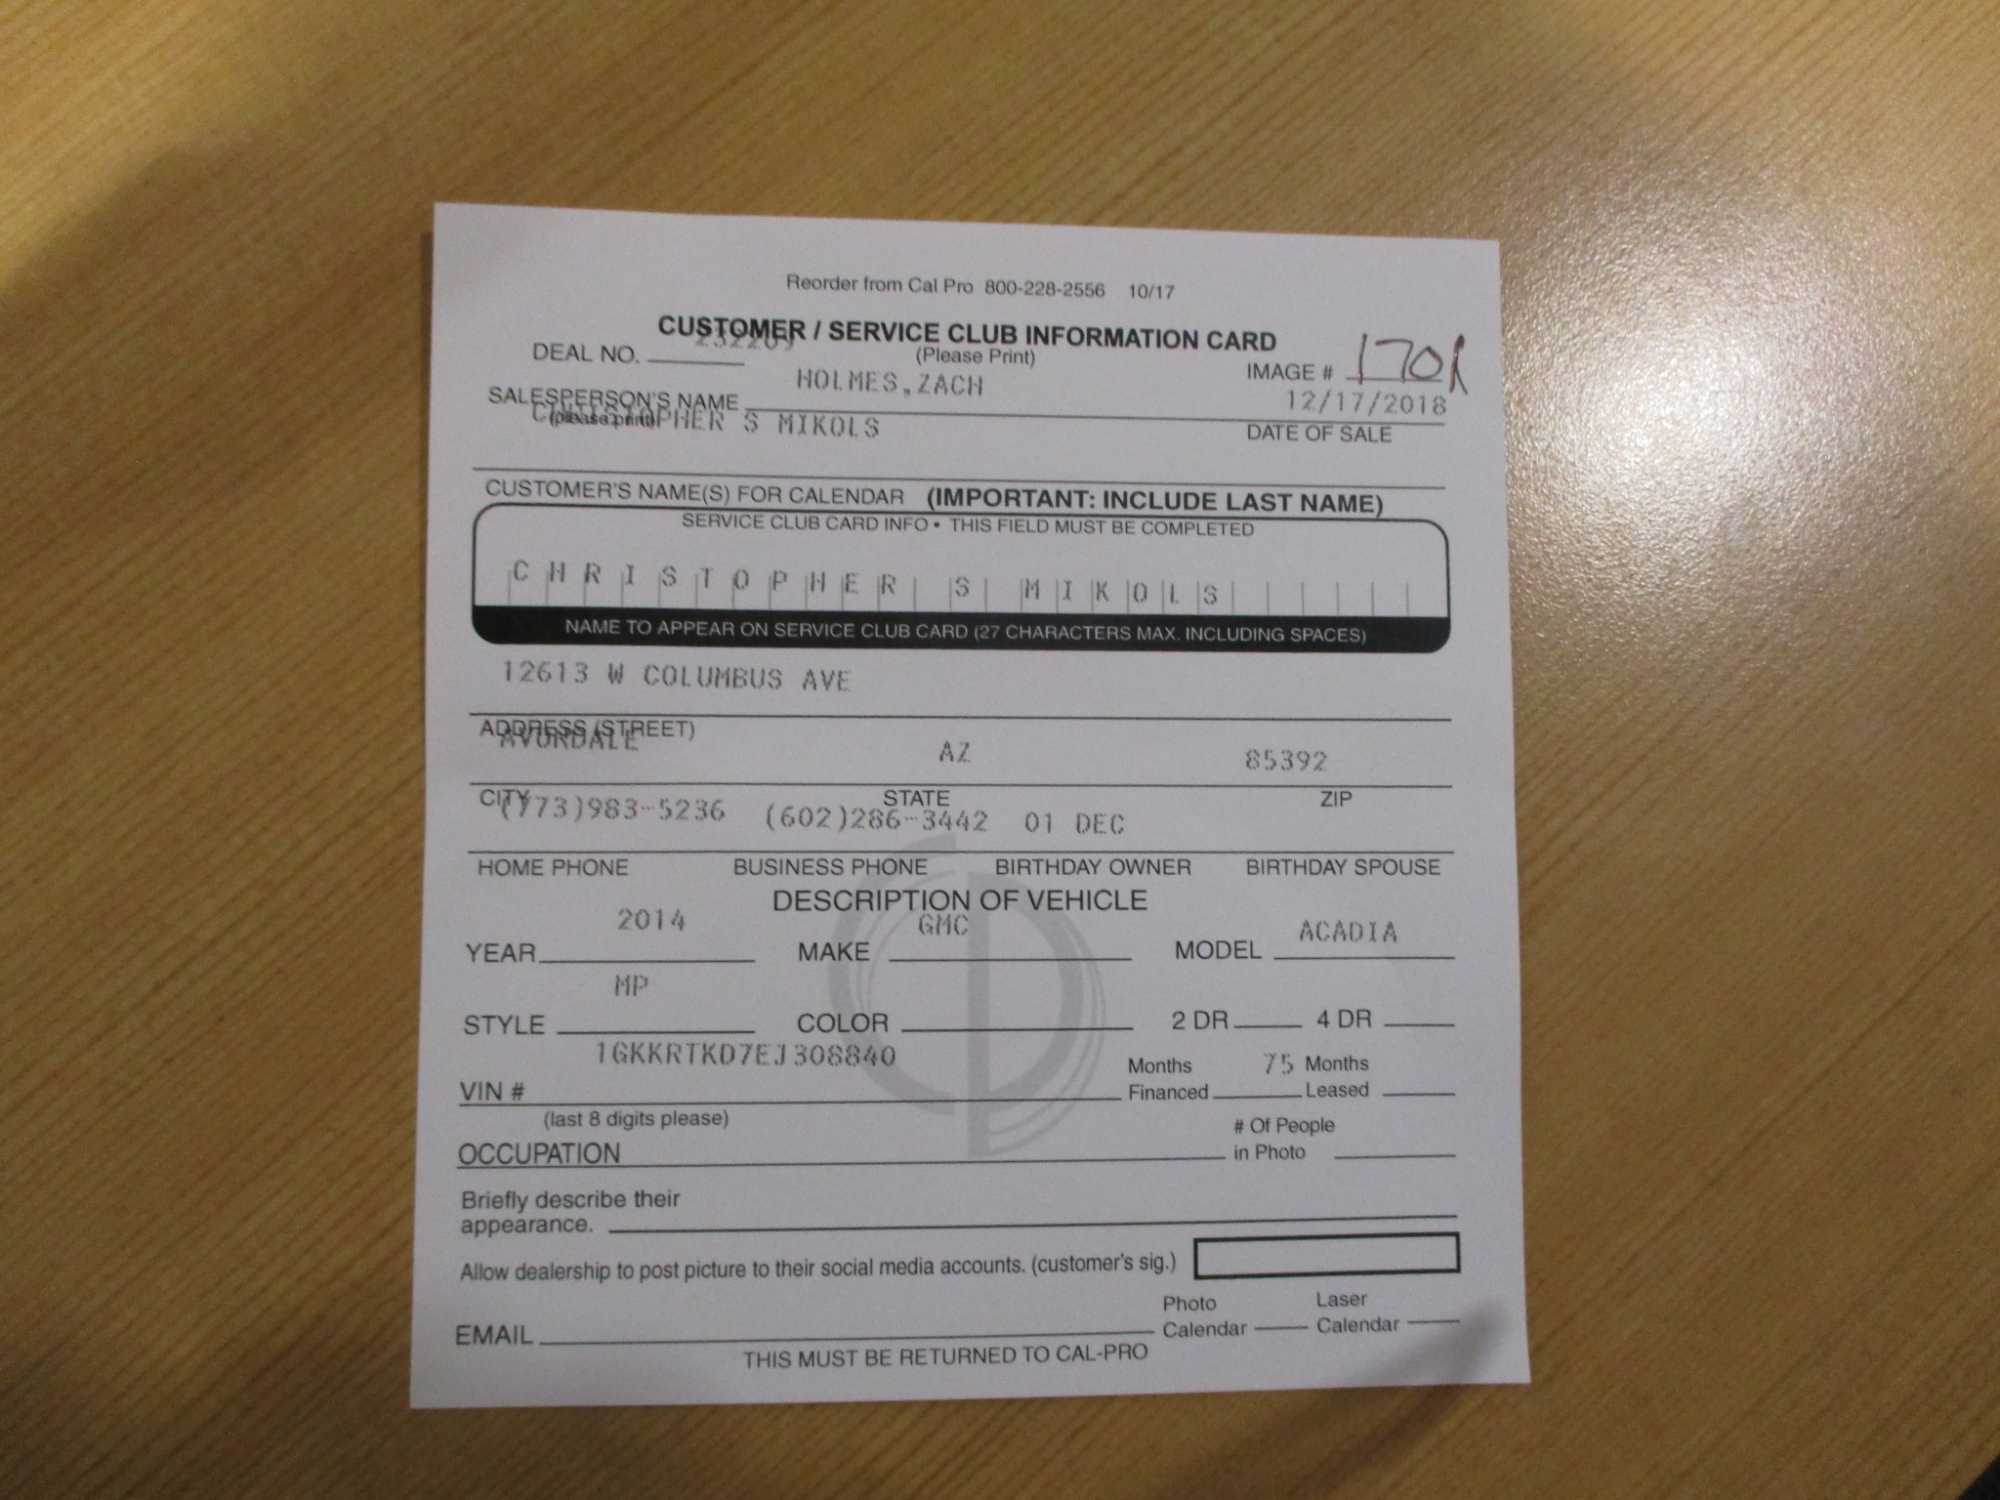 Reorder from Cal Pro 800-228-2556 10/17
CUSTOMER / SERVICE CLUB INFORMATION CARD
DEAL NO. 232209 (Please Print)
IMAGE #
HOLMES,ZACH
SALESPERSON'S NAME 12/17/2018
(please print) CHRISTOPHER S MIKOLS
DATE OF SALE
CUSTOMER'S NAME(S) FOR CALENDAR (IMPORTANT: INCLUDE LAST NAME)
SERVICE CLUB CARD INFO • THIS FIELD MUST BE COMPLETED
CHRISTOPHER S MIKOLS
NAME TO APPEAR ON SERVICE CLUB CARD (27 CHARACTERS MAX. INCLUDING SPACES)
12613 W COLUMBUS AVE
ADDRESS (STREET)
AVONDALE AZ 85392
CITY STATE ZIP
(773)983-5236 (602)286-3442 01 DEC
HOME PHONE BUSINESS PHONE BIRTHDAY OWNER BIRTHDAY SPOUSE
DESCRIPTION OF VEHICLE
2014 GMC ACADIA
YEAR MAKE MODEL
MP
STYLE COLOR 2 DR 4 DR
1GKKRTKD7EJ308840 Months 75 Months
VIN # Financed Leased
(last 8 digits please)
# Of People
OCCUPATION in Photo
Briefly describe their
appearance.
Allow dealership to post picture to their social media accounts. (customer's sig.)
Photo Laser
EMAIL Calendar Calendar
THIS MUST BE RETURNED TO CAL-PRO